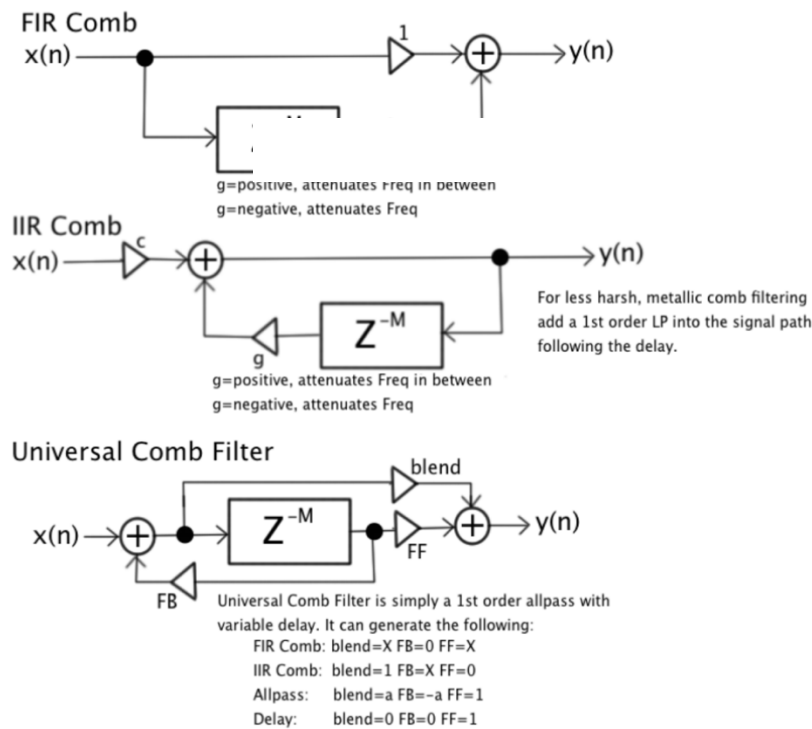 FIR Comb
x(n)
1
+
y(n)
g=positive, attenuates Freq in between
g=negative, attenuates Freq
IIR Comb
x(n)
c
+
y(n)
Z-M
g
For less harsh, metallic comb filtering
add a 1st order LP into the signal path
following the delay.
g=positive, attenuates Freq in between
g=negative, attenuates Freq
Universal Comb Filter
blend
x(n)
+
Z-M
FF
+
y(n)
FB
Universal Comb Filter is simply a 1st order allpass with
variable delay. It can generate the following:
FIR Comb: blend=X FB=0 FF=X
IIR Comb: blend=1 FB=X FF=0
Allpass: blend=a FB=-a FF=1
Delay: blend=0 FB=0 FF=1